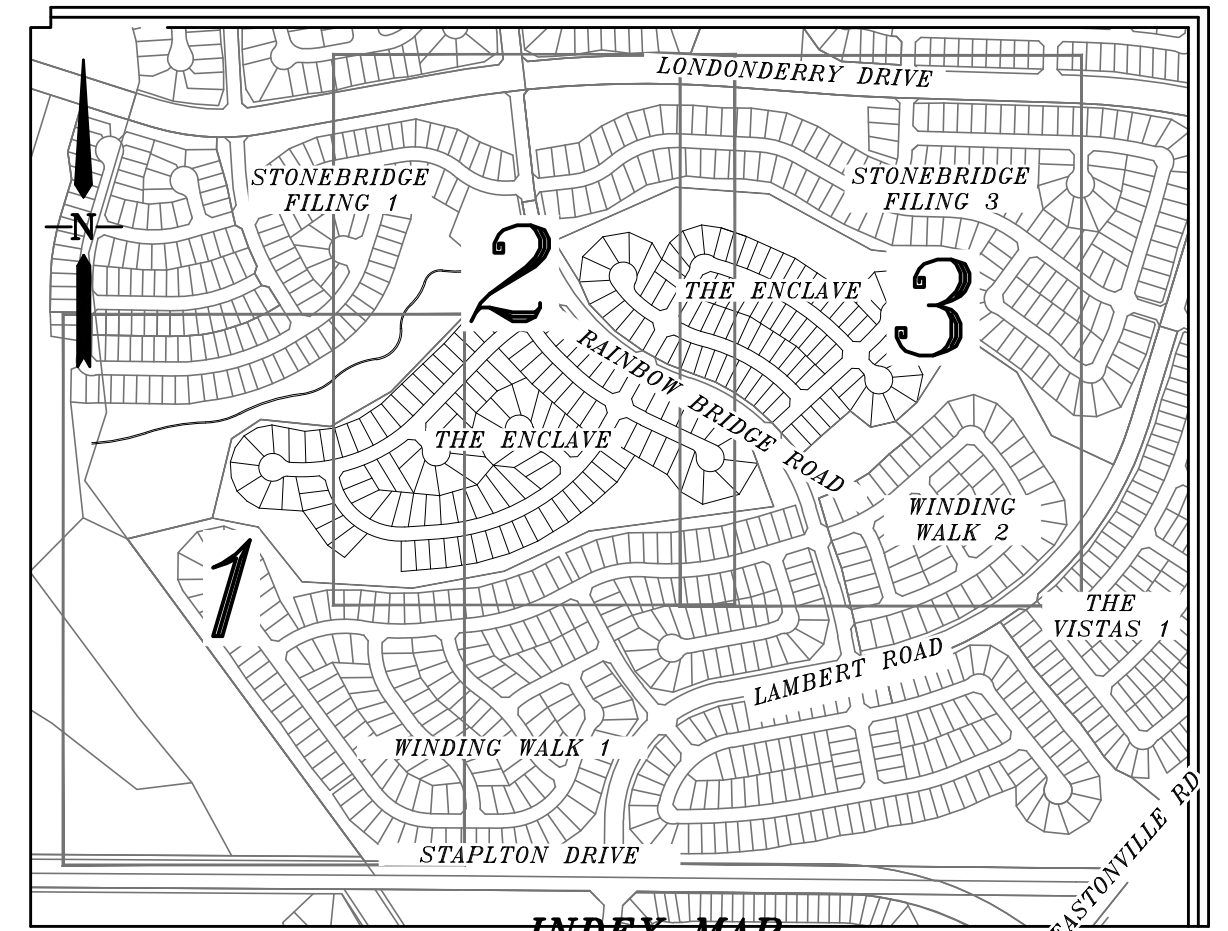 LONDONDERRY DRIVE
STONEBRIDGE
FILING 1
STONEBRIDGE
FILING 3
N
2
3
THE ENCLAVE
RAINBOW BRIDGE ROAD
THE ENCLAVE
WINDING
WALK 2
1
THE
VISTAS 1
LAMBERT ROAD
WINDING WALK 1
STAPLTON DRIVE
EASTONVILLE RD
INDEX MAP